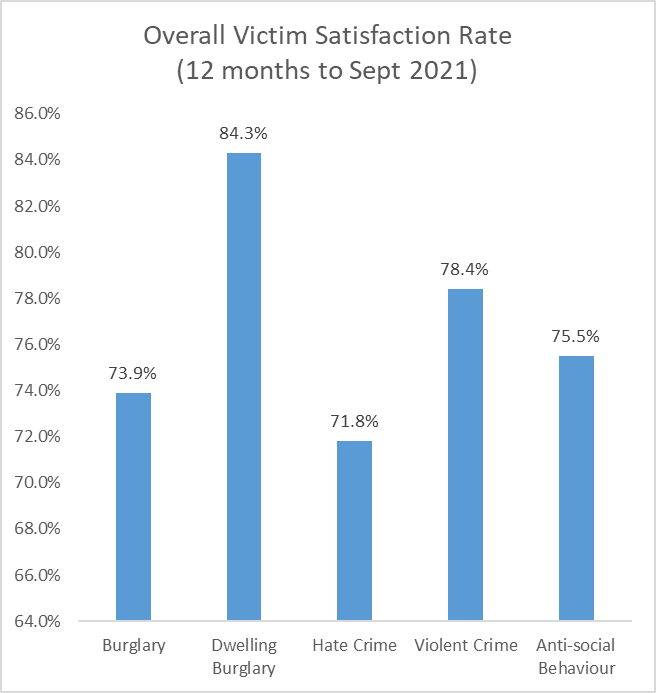 Overall Victim Satisfaction Rate
(12 months to Sept 2021)
86.0%
84.0%
82.0%
80.0%
78.0%
76.0%
74.0%
72.0%
70.0%
68.0%
66.0%
64.0%
73.9%
84.3%
71.8%
78.4%
75.5%
Burglary
Dwelling
Burglary
Hate Crime
Violent Crime
Anti-social
Behaviour